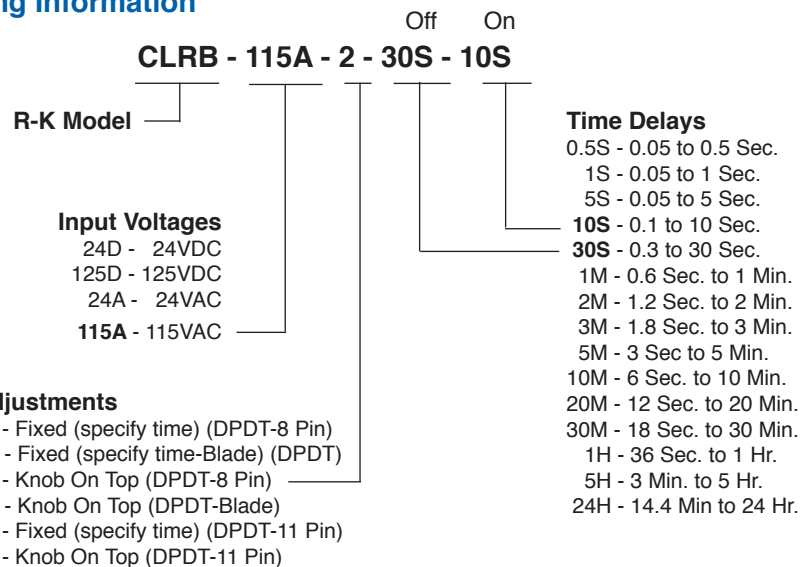 ng Information
Off On
CLRB - 115A - 2 - 30S - 10S
R-K Model
Input Voltages
24D - 24VDC
125D - 125VDC
24A - 24VAC
115A - 115VAC
djustments
- Fixed (specify time) (DPDT-8 Pin)
- Fixed (specify time-Blade) (DPDT)
- Knob On Top (DPDT-8 Pin)
- Knob On Top (DPDT-Blade)
- Fixed (specify time) (DPDT-11 Pin)
- Knob On Top (DPDT-11 Pin)
Time Delays
0.5S - 0.05 to 0.5 Sec.
1S - 0.05 to 1 Sec.
5S - 0.05 to 5 Sec.
10S - 0.1 to 10 Sec.
30S - 0.3 to 30 Sec.
1M - 0.6 Sec. to 1 Min.
2M - 1.2 Sec. to 2 Min.
3M - 1.8 Sec. to 3 Min.
5M - 3 Sec to 5 Min.
10M - 6 Sec. to 10 Min.
20M - 12 Sec. to 20 Min.
30M - 18 Sec. to 30 Min.
1H - 36 Sec. to 1 Hr.
5H - 3 Min. to 5 Hr.
24H - 14.4 Min to 24 Hr.